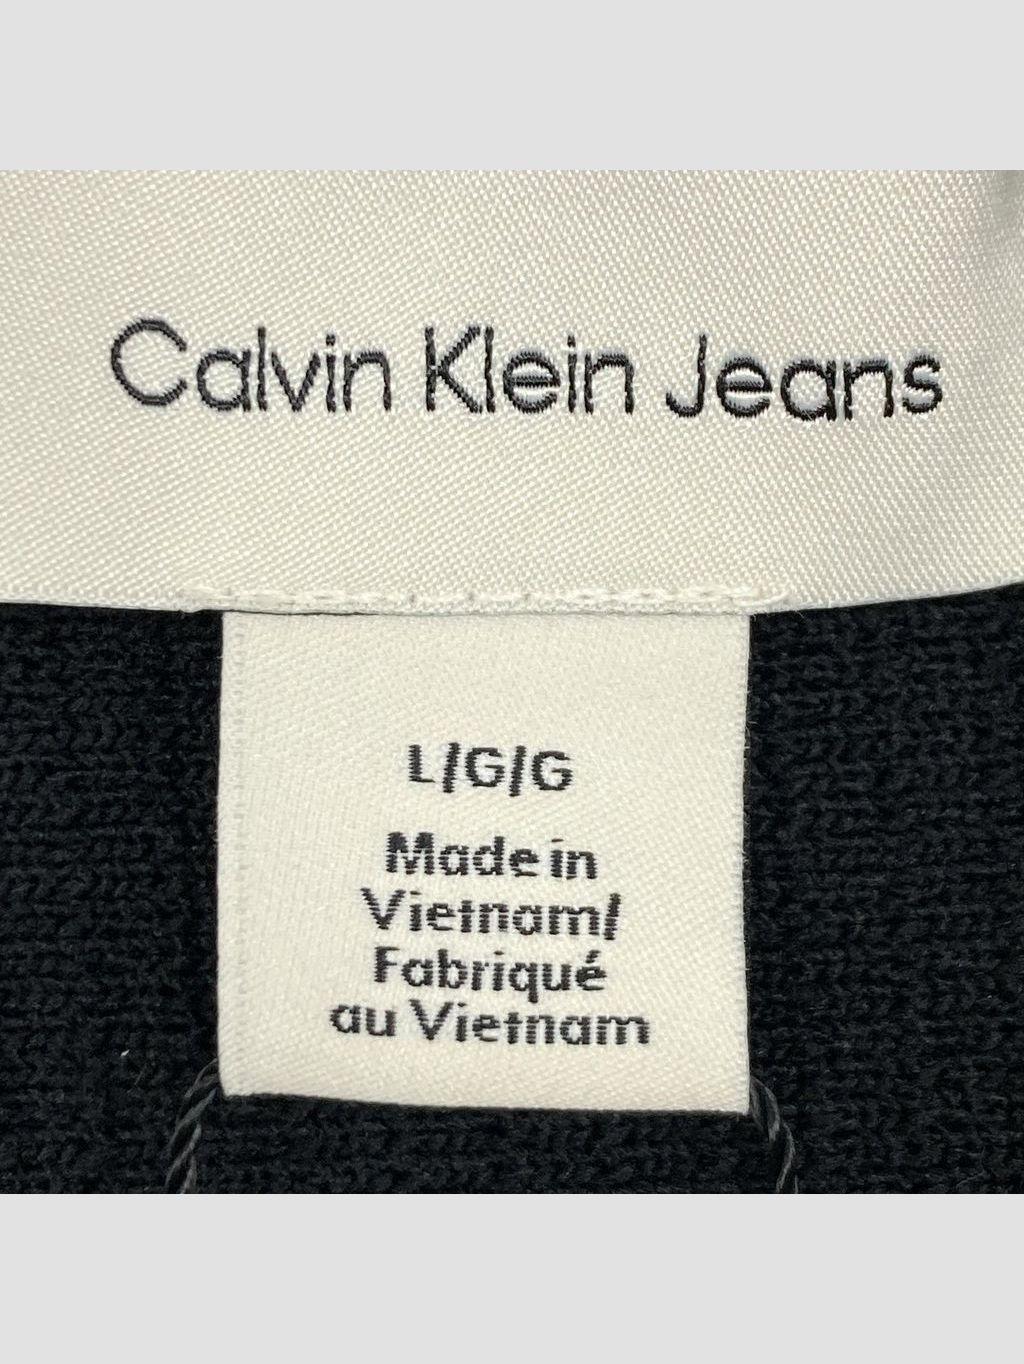 Calvin Klein Jeans
L/G/G
Made in
Vietnam/
Fabriqué
au Vietnam